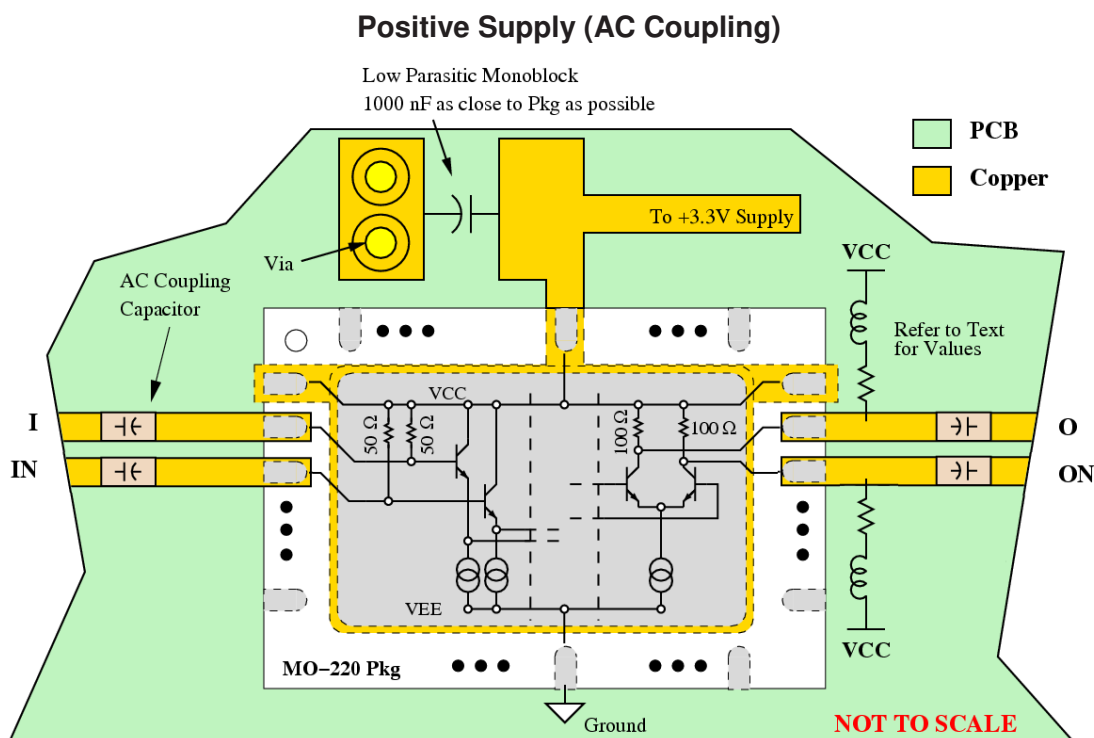 Positive Supply (AC Coupling)
Low Parasitic Monoblock
1000 nF as close to Pkg as possible
PCB
Copper
To +3.3V Supply
Via
AC Coupling
Capacitor
VCC
Refer to Text
for Values
VCC
I
50 Ω
50 Ω
100 Ω
100 Ω
O
IN
ON
VEE
VCC
MO−220 Pkg
Ground
NOT TO SCALE